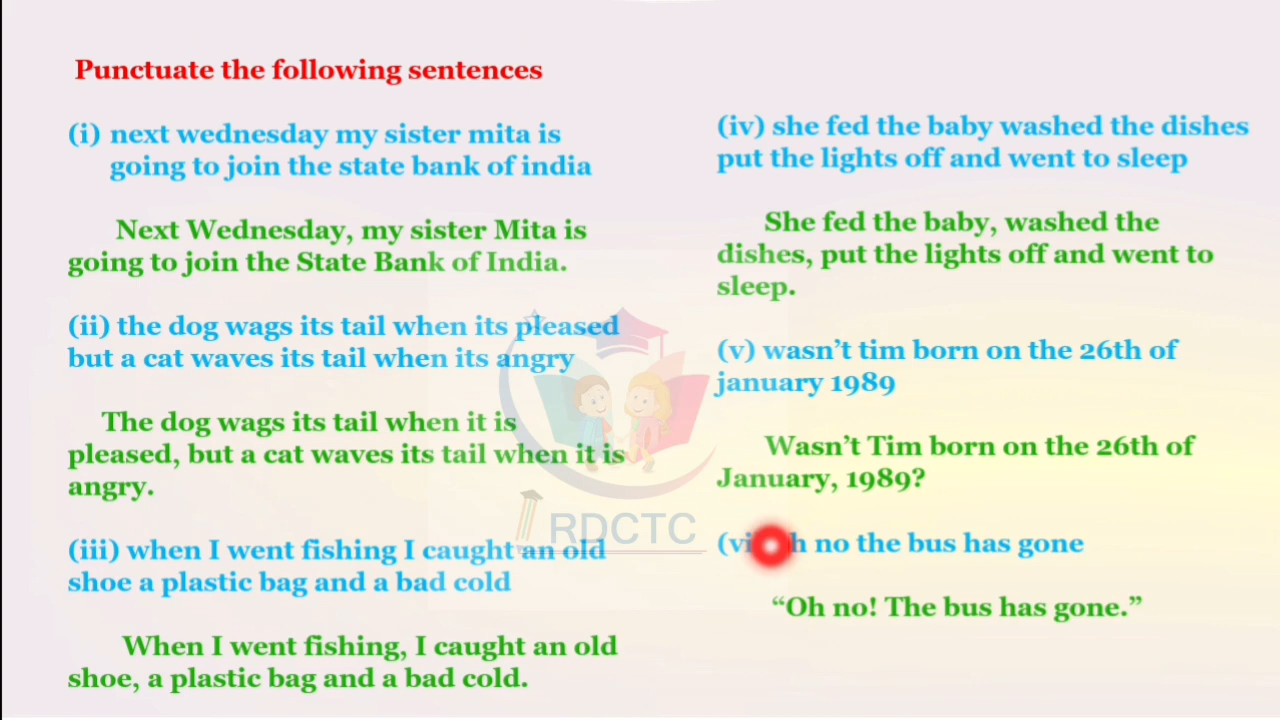 Punctuate the following sentences
(i) next wednesday my sister mita is
going to join the state bank of india
Next Wednesday, my sister Mita is
going to join the State Bank of India.
(ii) the dog wags its tail when its pleased
but a cat waves its tail when its angry
The dog wags its tail when it is
pleased, but a cat waves its tail when it is
angry.
(iii) when I went fishing I caught an old
shoe a plastic bag and a bad cold
When I went fishing, I caught an old
shoe, a plastic bag and a bad cold.
(iv) she fed the baby washed the dishes
put the lights off and went to sleep
She fed the baby, washed the
dishes, put the lights off and went to
sleep.
(v) wasn’t tim born on the 26th of
january 1989
Wasn’t Tim born on the 26th of
January, 1989?
no the bus has gone
“Oh no! The bus has gone.”
RDCTC